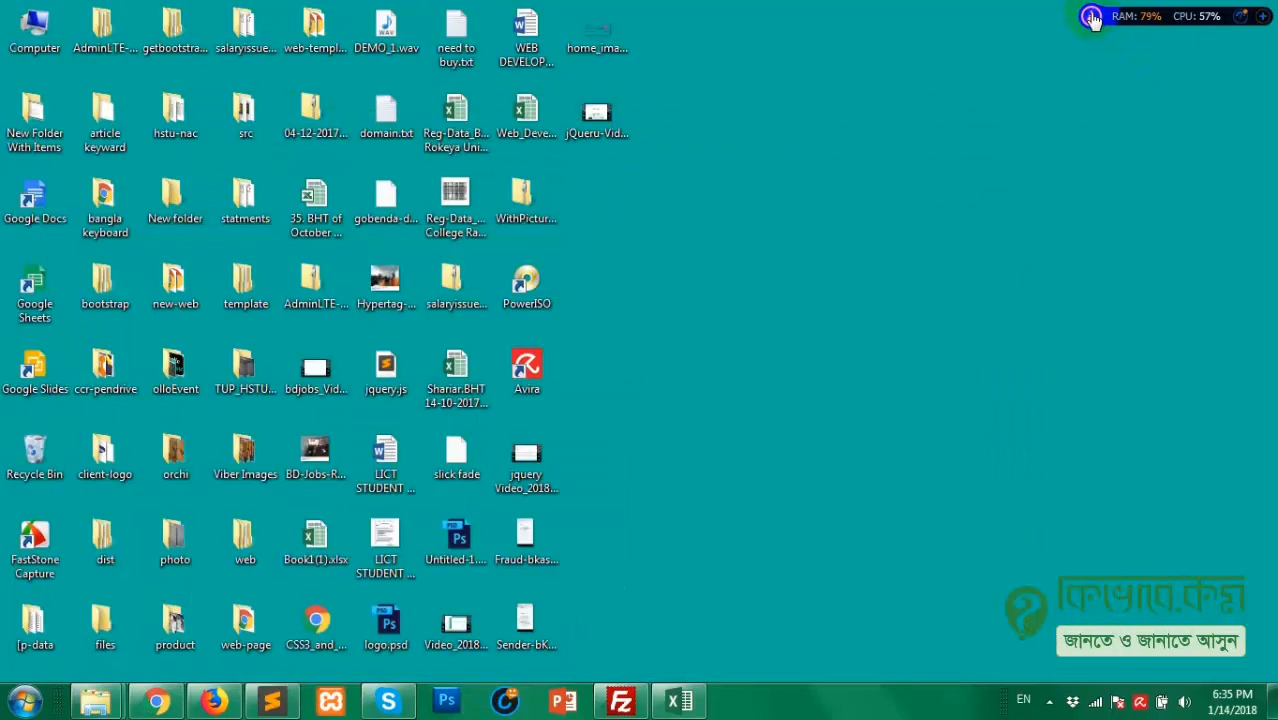 RAM: 79% CPU: 57%
Computer
AdminLTE-...
getbootstra...
salaryissue...
web-templ...
DEMO_1.wav
need to
buy.txt
WEB
DEVELOP...
home_ima...
New Folder
With Items
article
keyward
hstu-nac
src
04-12-2017...
domain.txt
Reg-Data_B...
Rokeya Uni...
Web_Deve...
jQueru-Vid...
Google Docs
bangla
keyboard
New folder
statments
35. BHT of
October ...
gobenda-d...
Reg-Data_...
College Ra...
WithPictur...
Google
Sheets
bootstrap
new-web
template
AdminLTE-...
Hypertag-...
salaryissue...
PowerISO
Google Slides
ccr-pendrive
olloEvent
TUP_HSTU...
bdjobs_Vid...
jquery.js
Shariar.BHT
14-10-2017...
Avira
Recycle Bin
client-logo
orchi
Viber Images
BD-Jobs-R...
LICT
STUDENT ...
slick fade
jquery
Video_2018...
FastStone
Capture
dist
photo
web
Book1(1).xlsx
LICT
STUDENT ...
Untitled-1....
Fraud-bkas...
[p-data
files
product
web-page
CSS3_and_...
logo.psd
Video_2018...
Sender-bK...
কিভাবে.কম
জানতে ও জানাতে আসুন
EN
6:35 PM
1/14/2018